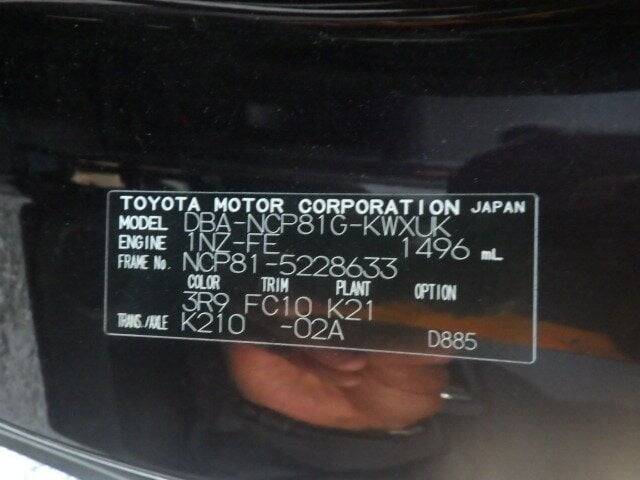 TOYOTA MOTOR CORPORATION JAPAN
MODEL DBA-NCP81G-KWXUK
ENGINE 1NZ-FE 1496 mL
FRAME No. NCP81-5228633
COLOR TRIM PLANT OPTION
3R9 FC10 K21
TRANS./AXLE K210 -02A D885